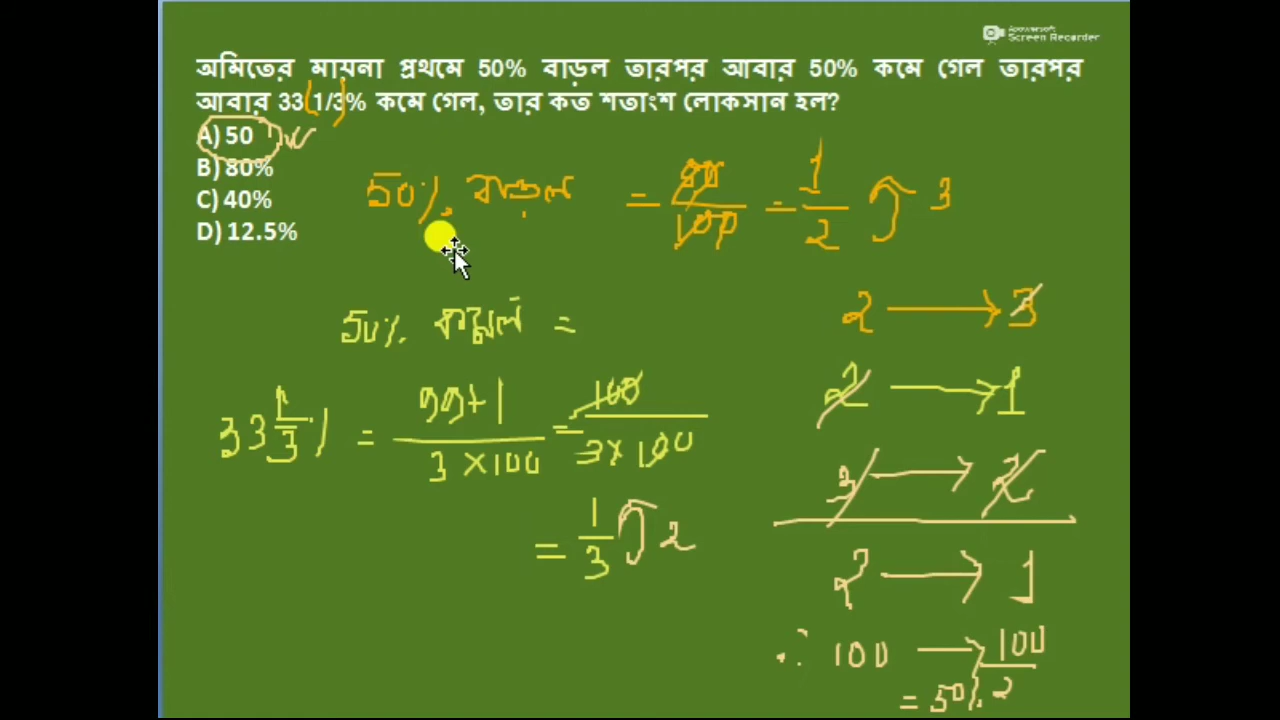 Apowersoft
Screen Recorder
অমিতের মায়না প্রথমে 50% বাড়ল তারপর আবার 50% কমে গেল তারপর
আবার 33(1/3)% কমে গেল, তার কত শতাংশ লোকসান হল?
A) 50
B) 80%
C) 40%
D) 12.5%
50% বাড়ল = 50/100 = 1/2 3
2 → 3
50% কমল =
2 → 1
33 1/3 % = 99+1/3×100 = 100/3×100
3 → 2
= 1/3 2
2 → 1
∴ 100 → 100/2
= 50%